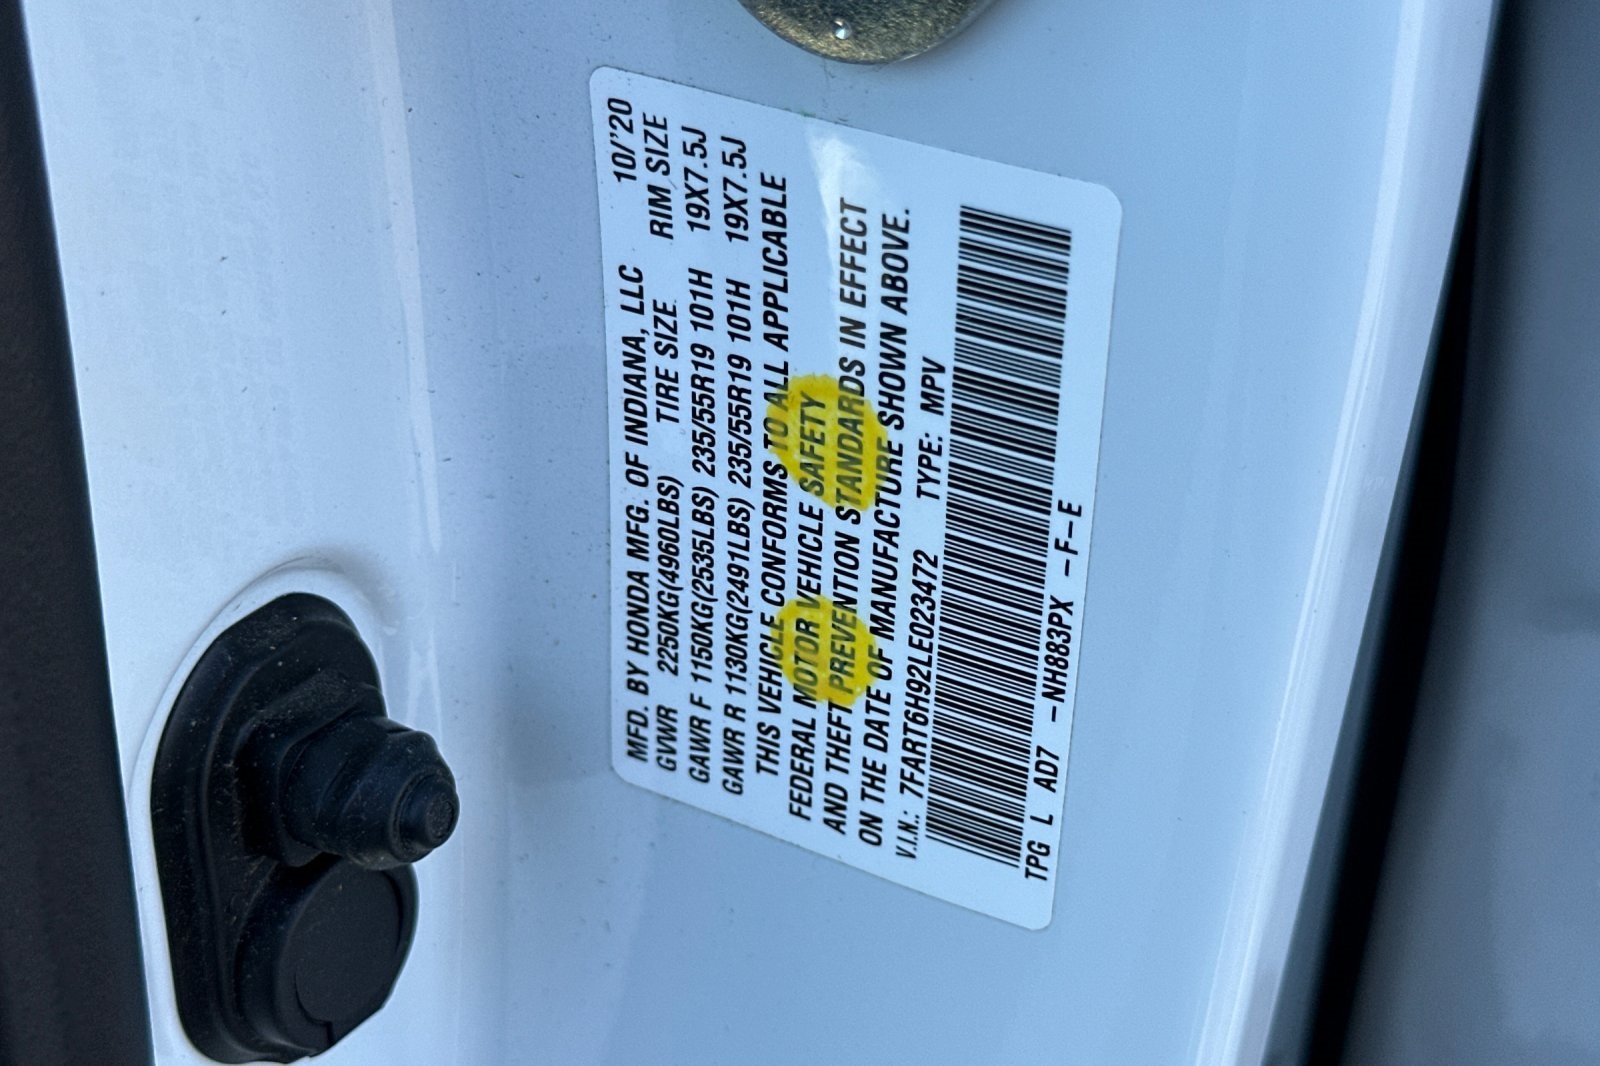 MFD. BY HONDA MFG. OF INDIANA, LLC 10/'20
GVWR 2250KG(4960LBS) TIRE SIZE RIM SIZE
GAWR F 1150KG(2535LBS) 235/55R19 101H 19X7.5J
GAWR R 1130KG(2491LBS) 235/55R19 101H 19X7.5J
THIS VEHICLE CONFORMS TO ALL APPLICABLE
FEDERAL MOTOR VEHICLE SAFETY
AND THEFT PREVENTION STANDARDS IN EFFECT
ON THE DATE OF MANUFACTURE SHOWN ABOVE.
V.I.N.: 7FART6H92LE023472 TYPE: MPV
TPG L AD7 -NH883PX -F-E